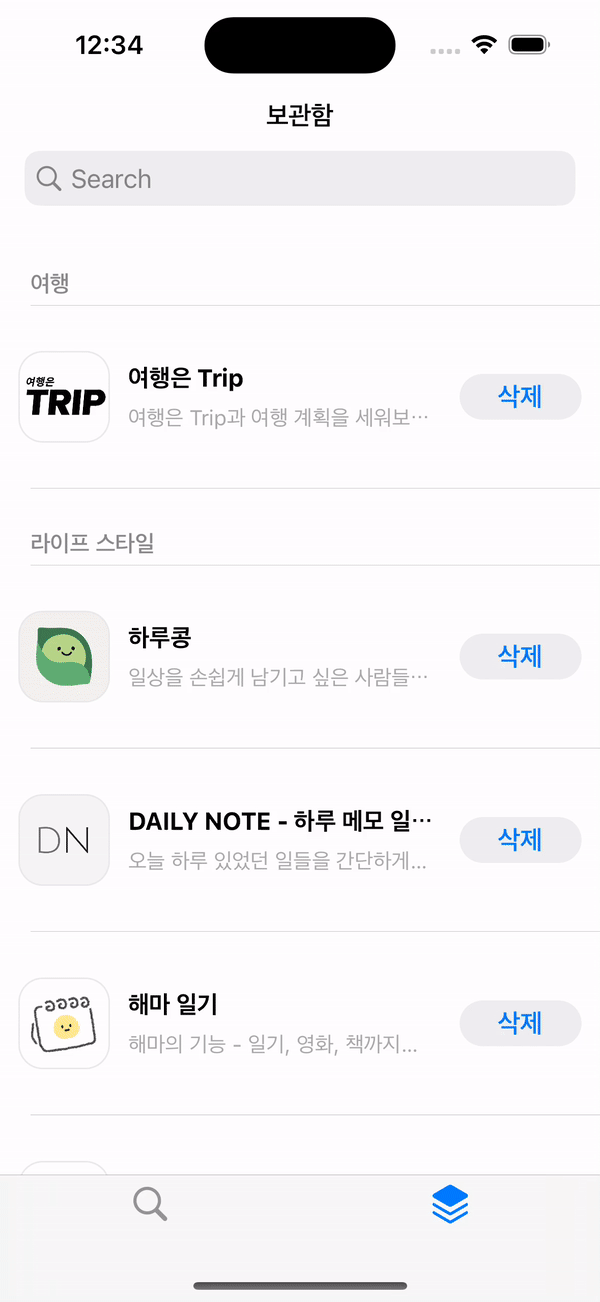 12:34
보관함
Search
여행
여행은
TRIP
여행은 Trip
여행은 Trip과 여행 계획을 세워보…
삭제
라이프 스타일
하루콩
일상을 손쉽게 남기고 싶은 사람들…
삭제
DN
DAILY NOTE - 하루 메모 일…
오늘 하루 있었던 일들을 간단하게...
삭제
해마 일기
해마의 기능 - 일기, 영화, 책까지...
삭제